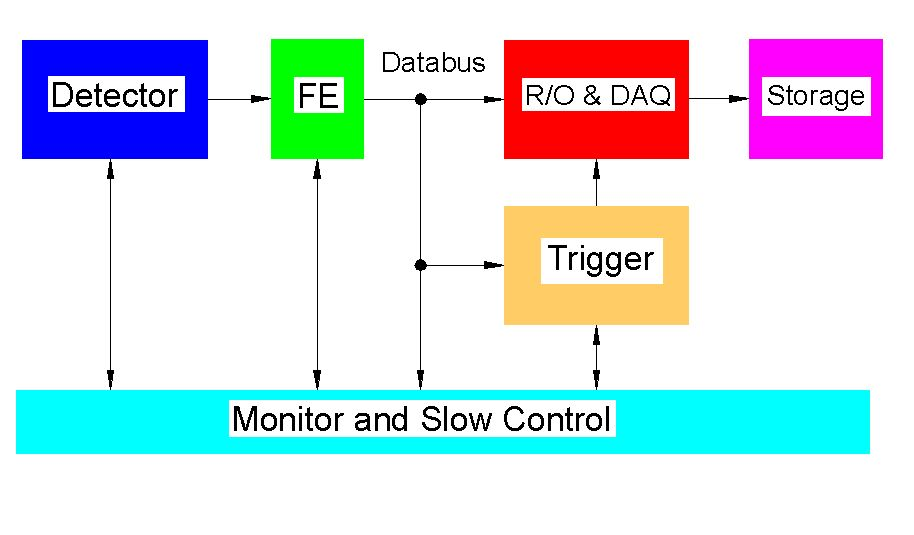 Detector
FE
Databus
R/O & DAQ
Storage
Trigger
Monitor and Slow Control